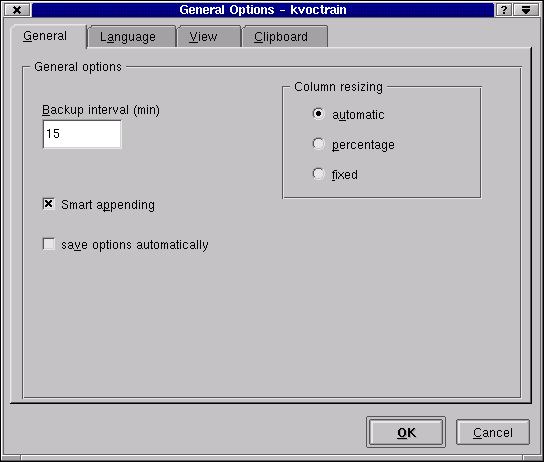 General Options - kvoctrain
?
General
Language
View
Clipboard
General options
Backup interval (min)
15
Column resizing
automatic
percentage
fixed
Smart appending
save options automatically
OK
Cancel